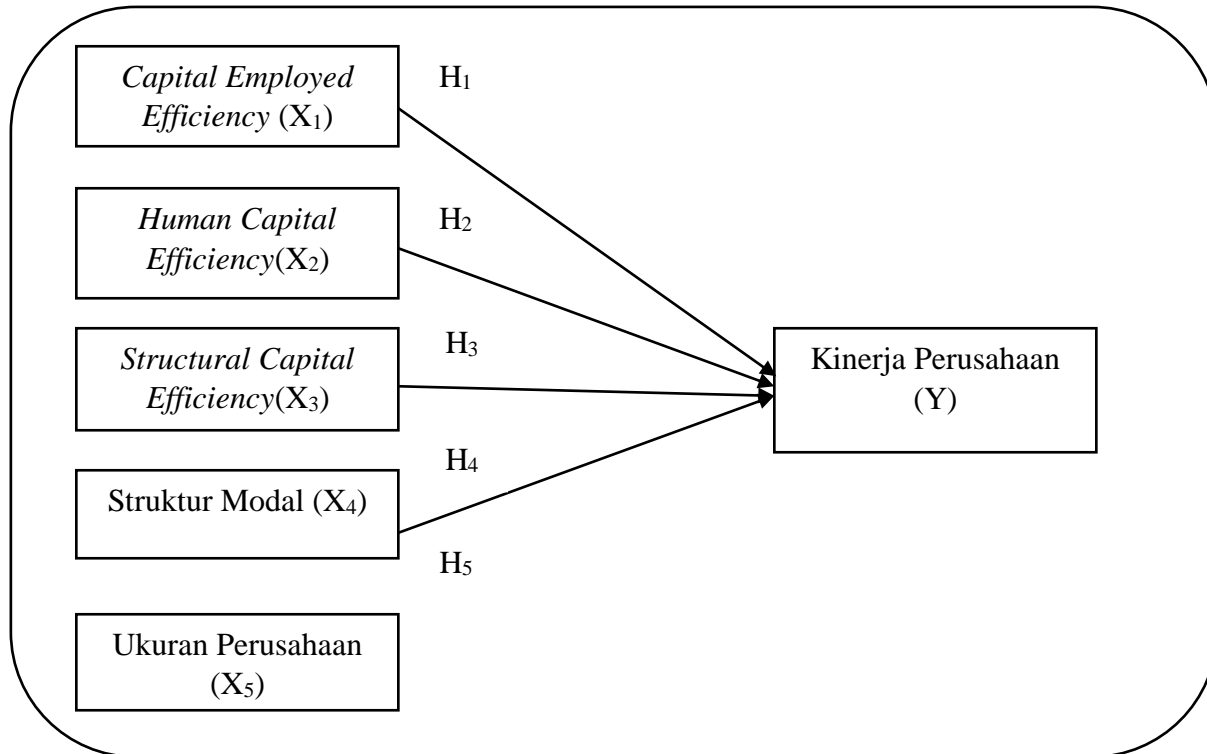 Capital Employed
Efficiency (X₁)
H₁
Human Capital
Efficiency(X₂)
H₂
Structural Capital
Efficiency(X₃)
H₃
Kinerja Perusahaan
(Y)
Struktur Modal (X₄)
H₄
H₅
Ukuran Perusahaan
(X₅)